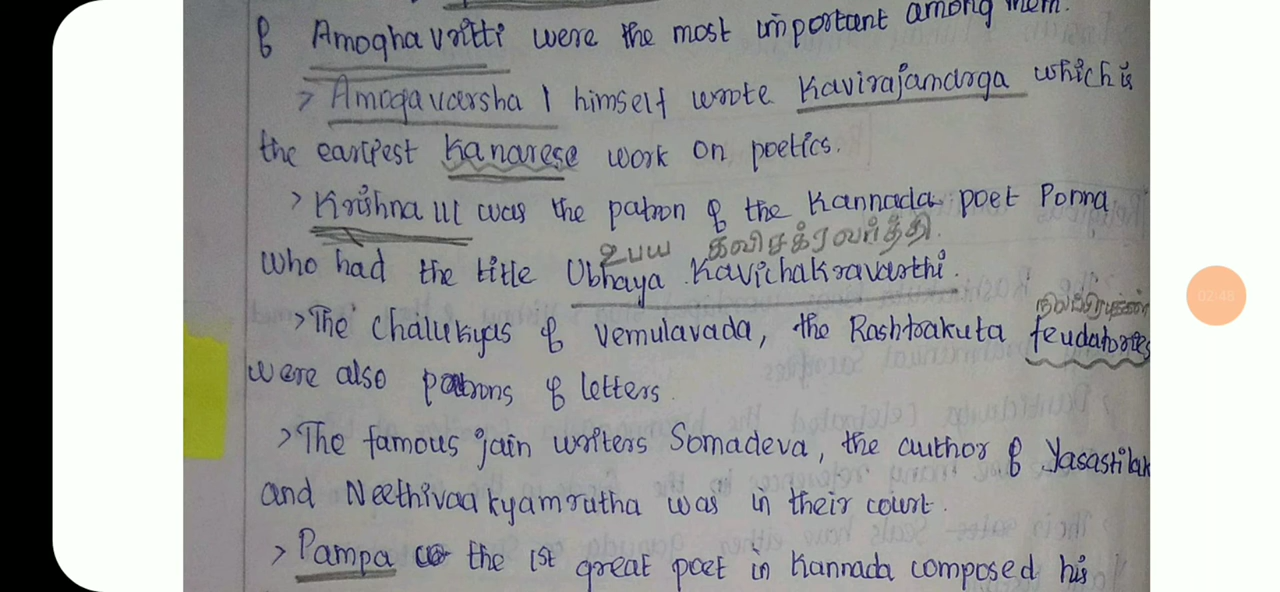 & Amoghavritti were the most important among them.
> Amogavarsha I himself wrote Kavirajamarga which is
the earliest Kanarese work on poetics.
> Krishna III was the patron of the Kannada poet Ponna
உபய கவிசக்ரவர்த்தி.
who had the title Ubhaya Kavichakravarthi.
> The Chalukyas of Vemulavada, the Rashtrakuta feudatories
were also patrons of letters.
> The famous jain writers Somadeva, the author of Yasastilak
and Neethivaakyamrutha was in their court.
> Pampa the 1st great poet in Kannada composed his
02:46